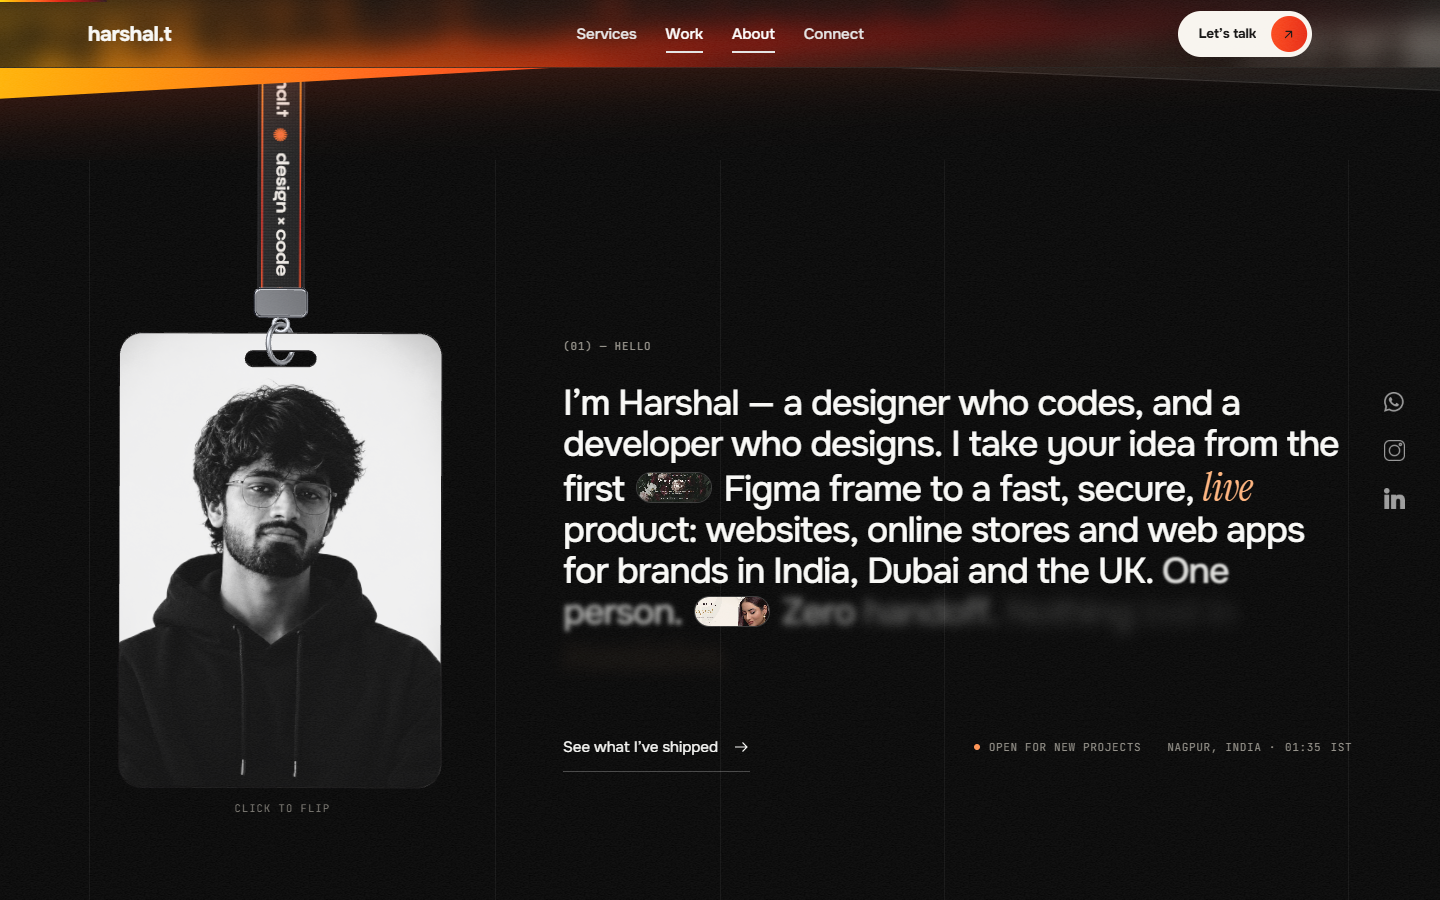 harshal.t
Services
Work
About
Connect
Let's talk
design × code
(01) — HELLO
I'm Harshal — a designer who codes, and a
developer who designs. I take your idea from the
first Figma frame to a fast, secure, live
product: websites, online stores and web apps
for brands in India, Dubai and the UK. One
person. Zero handoff.
See what I've shipped
OPEN FOR NEW PROJECTS
NAGPUR, INDIA · 01:35 IST
CLICK TO FLIP